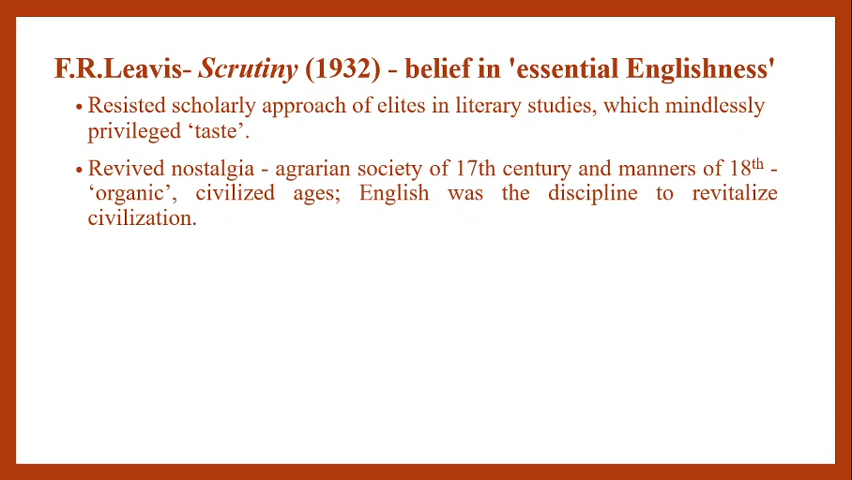 F.R.Leavis- Scrutiny (1932) - belief in 'essential Englishness'
• Resisted scholarly approach of elites in literary studies, which mindlessly
privileged ‘taste’.
• Revived nostalgia - agrarian society of 17th century and manners of 18th -
‘organic’, civilized ages; English was the discipline to revitalize
civilization.